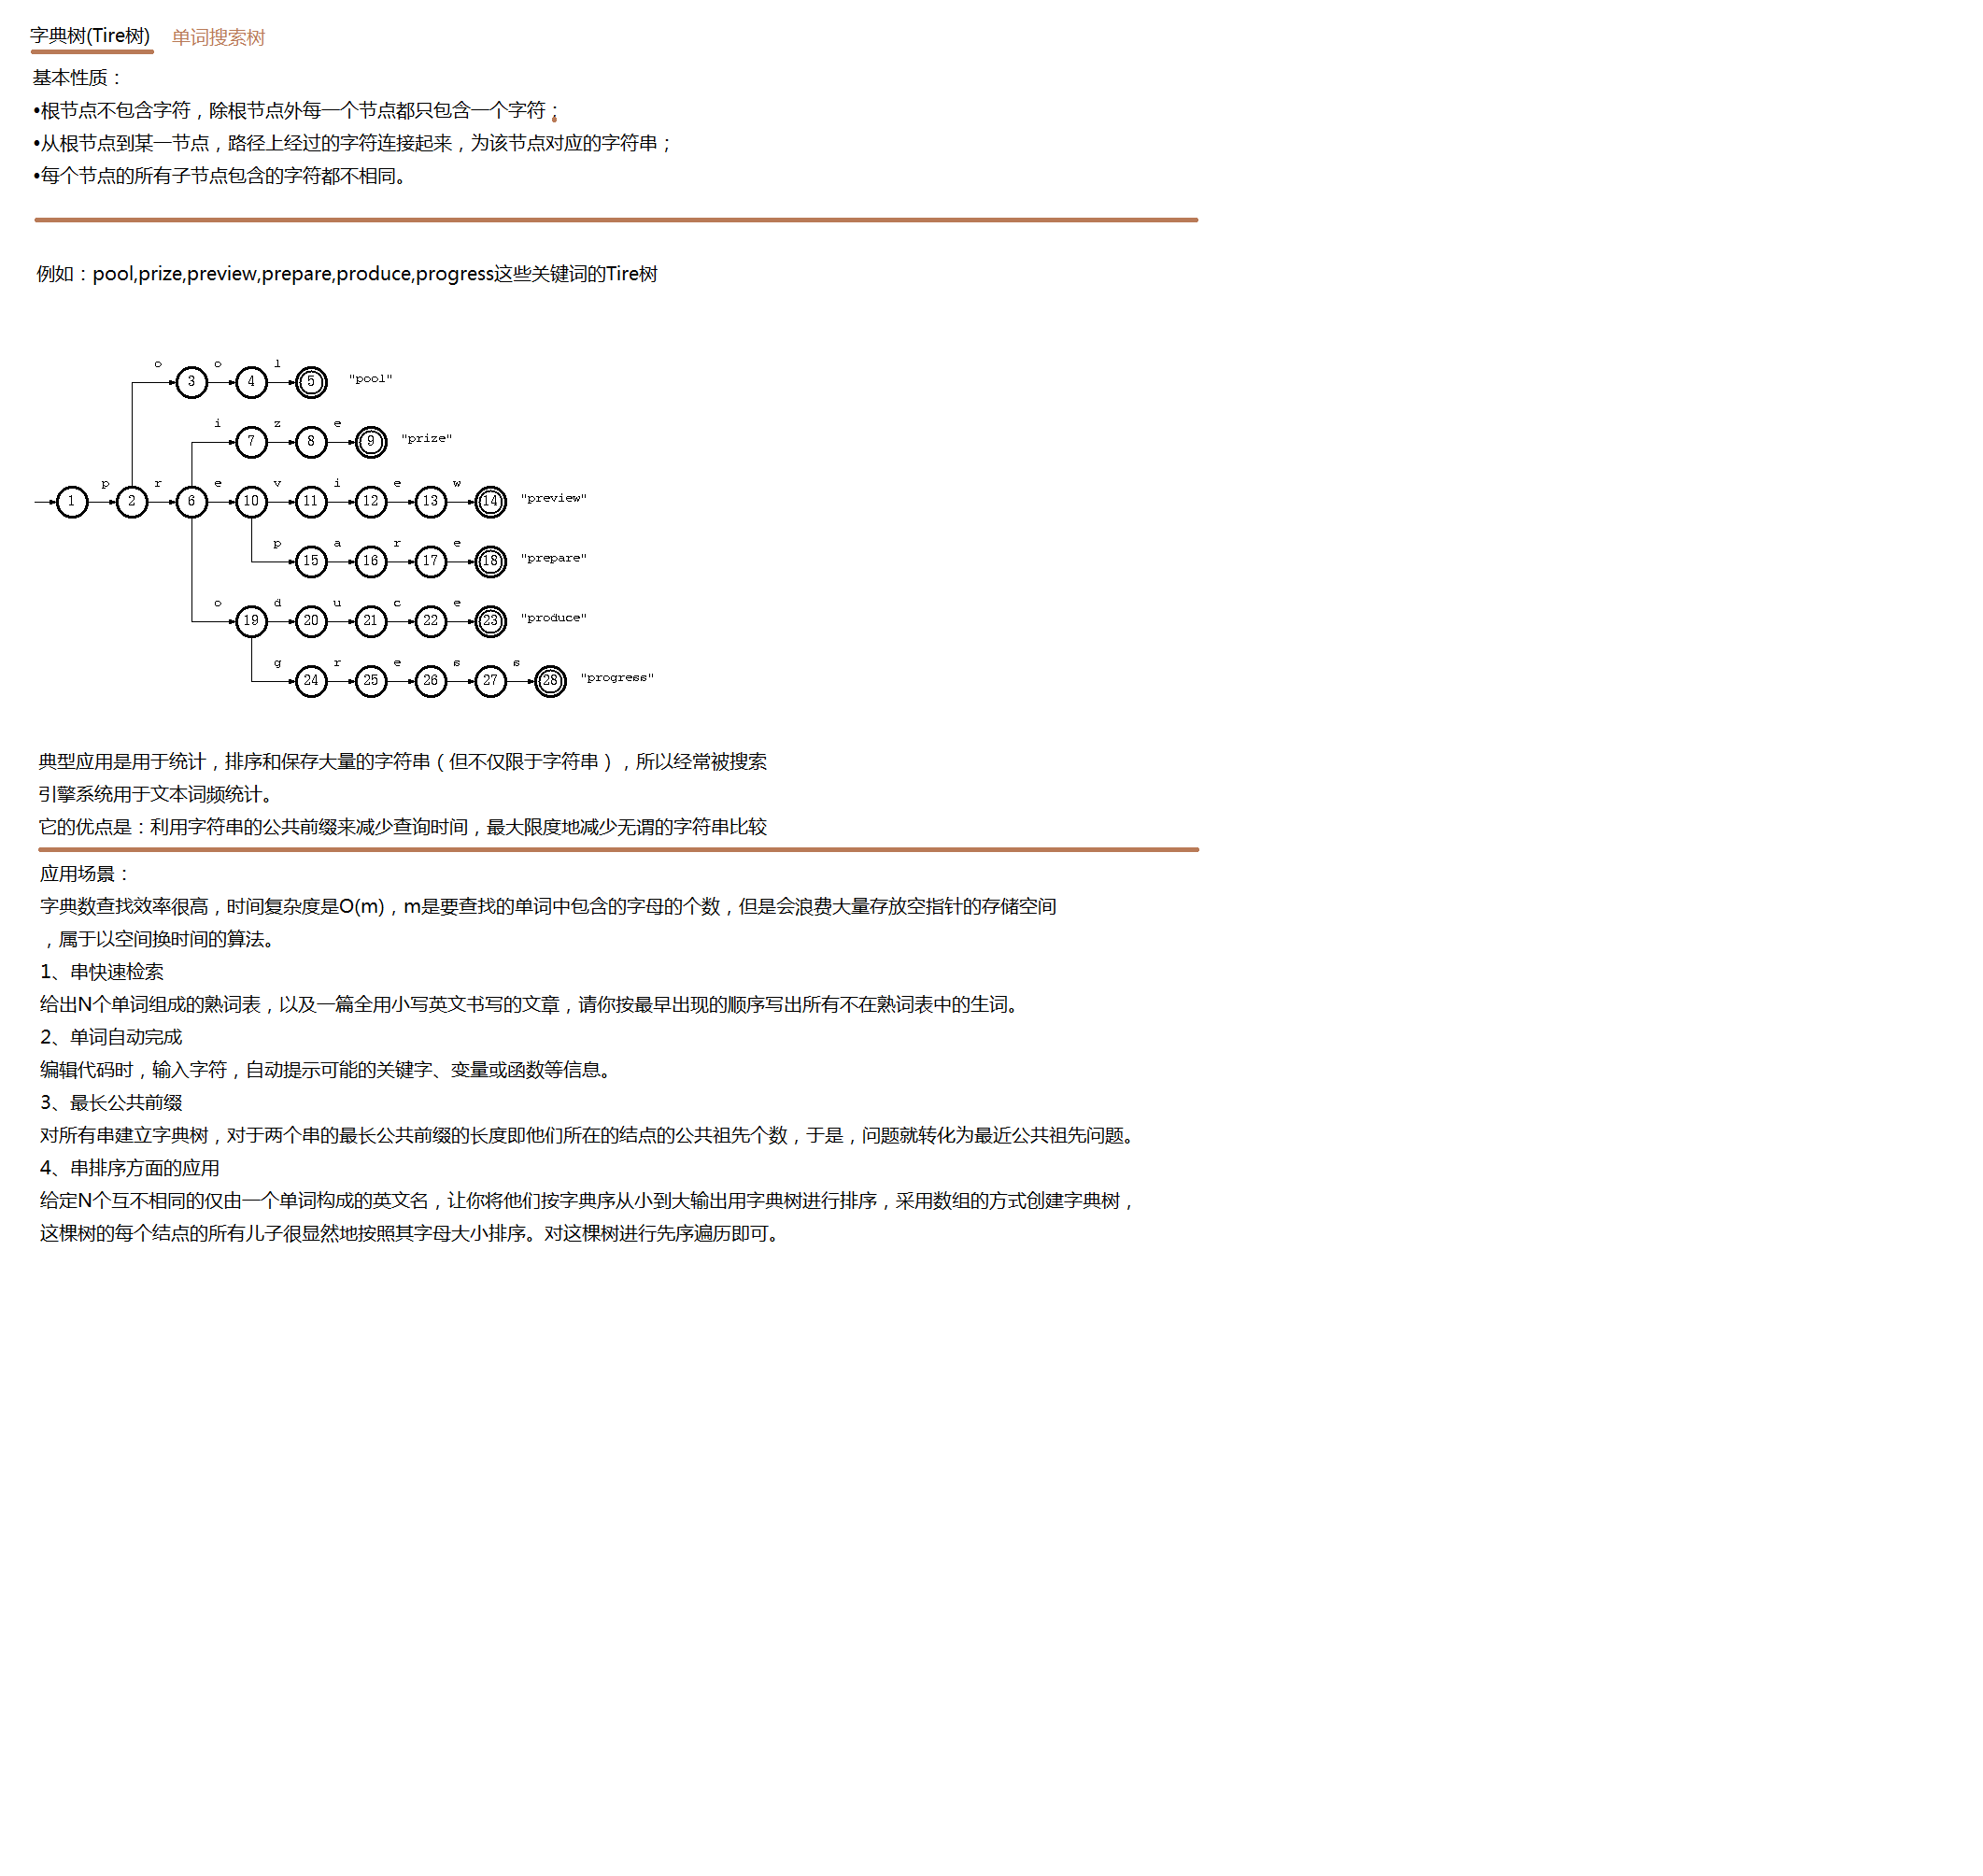 字典树(Tire树) 单词搜索树
基本性质：
•根节点不包含字符，除根节点外每一个节点都只包含一个字符；
•从根节点到某一节点，路径上经过的字符连接起来，为该节点对应的字符串；
•每个节点的所有子节点包含的字符都不相同。
例如：pool,prize,preview,prepare,produce,progress这些关键词的Tire树
o o l
3 4 5 "pool"
i z e
7 8 9 "prize"
p r e v i e w
1 2 6 10 11 12 13 14 "preview"
p a r e
15 16 17 18 "prepare"
o d u c e
19 20 21 22 23 "produce"
g r e s s
24 25 26 27 28 "progress"
典型应用是用于统计，排序和保存大量的字符串（但不仅限于字符串），所以经常被搜索
引擎系统用于文本词频统计。
它的优点是：利用字符串的公共前缀来减少查询时间，最大限度地减少无谓的字符串比较
应用场景：
字典数查找效率很高，时间复杂度是O(m)，m是要查找的单词中包含的字母的个数，但是会浪费大量存放空指针的存储空间
，属于以空间换时间的算法。
1、串快速检索
给出N个单词组成的熟词表，以及一篇全用小写英文书写的文章，请你按最早出现的顺序写出所有不在熟词表中的生词。
2、单词自动完成
编辑代码时，输入字符，自动提示可能的关键字、变量或函数等信息。
3、最长公共前缀
对所有串建立字典树，对于两个串的最长公共前缀的长度即他们所在的结点的公共祖先个数，于是，问题就转化为最近公共祖先问题。
4、串排序方面的应用
给定N个互不相同的仅由一个单词构成的英文名，让你将他们按字典序从小到大输出用字典树进行排序，采用数组的方式创建字典树，
这棵树的每个结点的所有儿子很显然地按照其字母大小排序。对这棵树进行先序遍历即可。